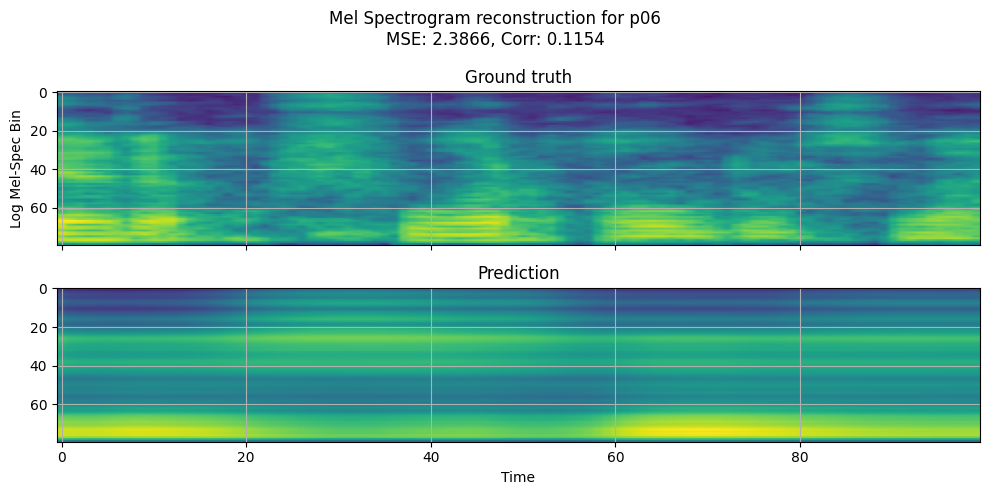 Mel Spectrogram reconstruction for p06
MSE: 2.3866, Corr: 0.1154
Ground truth
0
20
40
60
Log Mel-Spec Bin
Prediction
0
20
40
60
0 20 40 60 80
Time